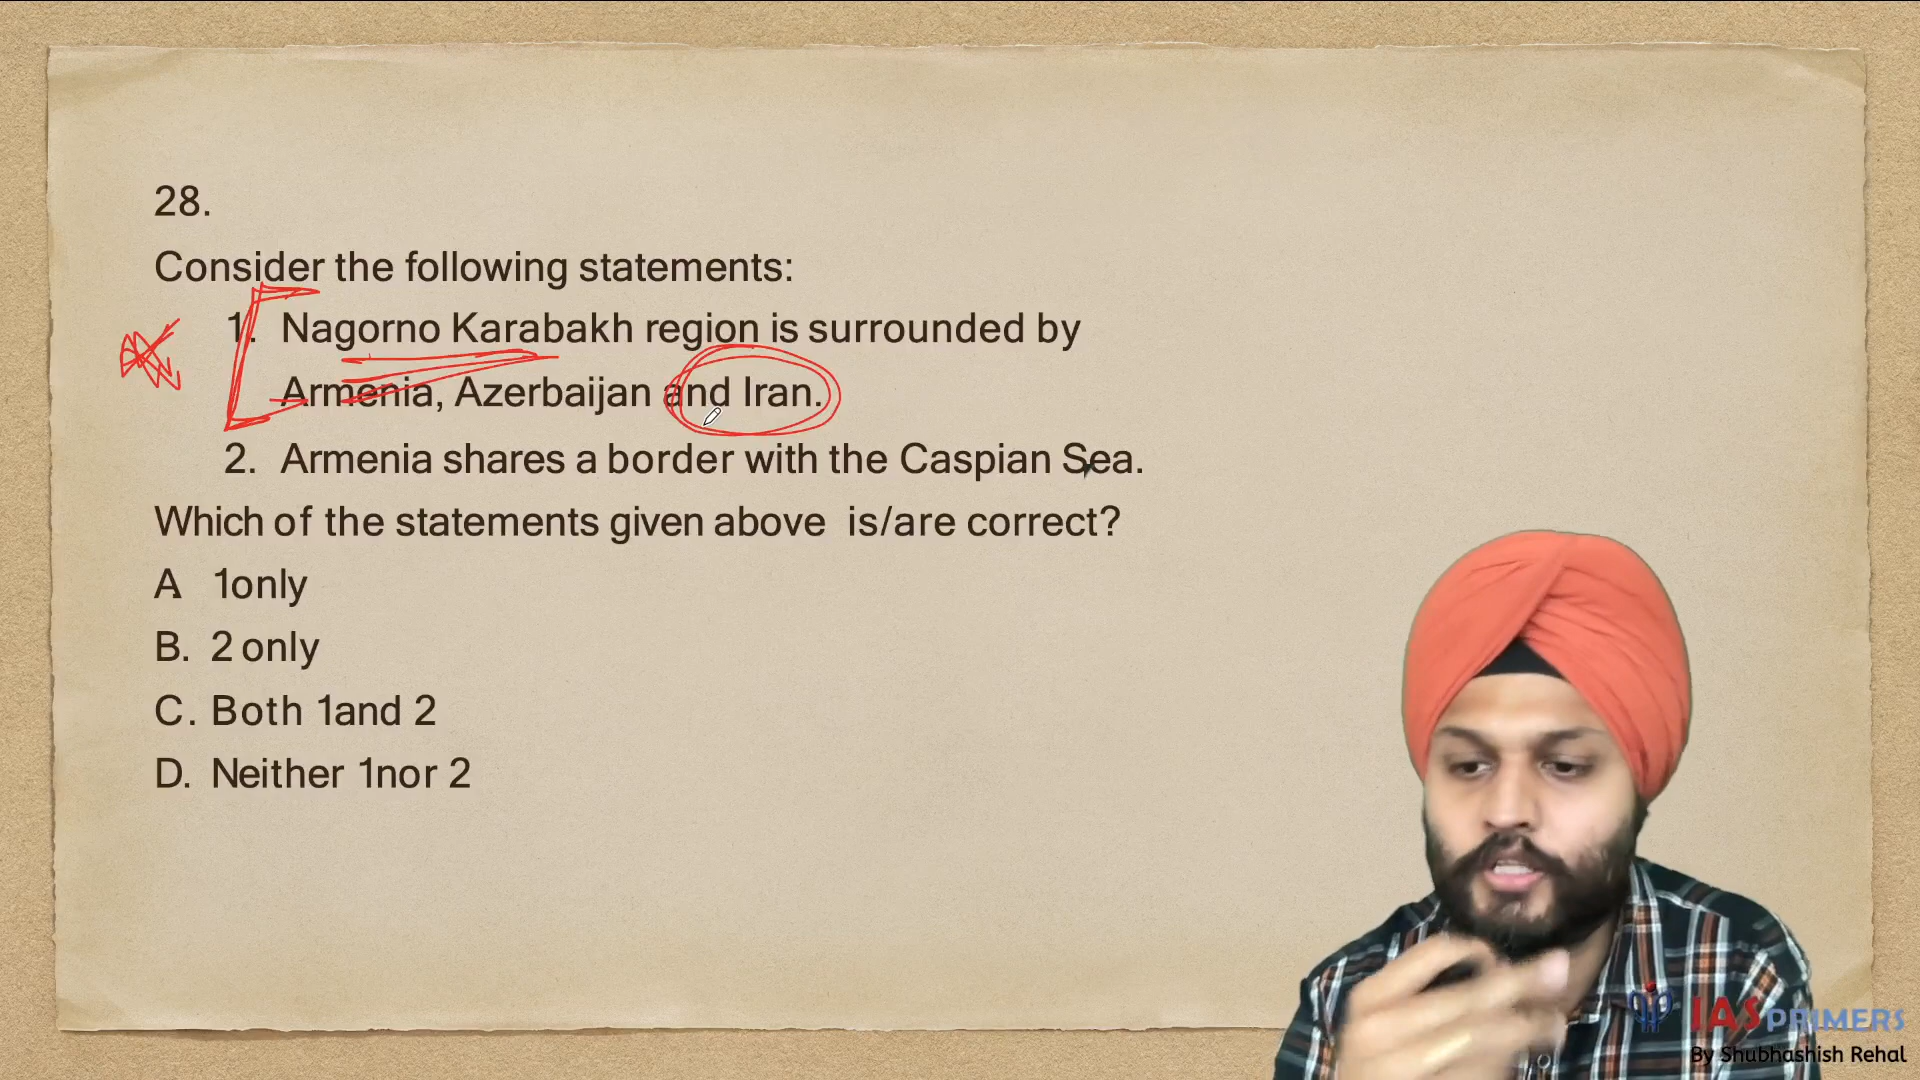 28.
Consider the following statements:
1. Nagorno Karabakh region is surrounded by
Armenia, Azerbaijan and Iran.
2. Armenia shares a border with the Caspian Sea.
Which of the statements given above is/are correct?
A. 1only
B. 2 only
C. Both 1and 2
D. Neither 1nor 2
IAS PRIMERS
By Shubhashish Rehal